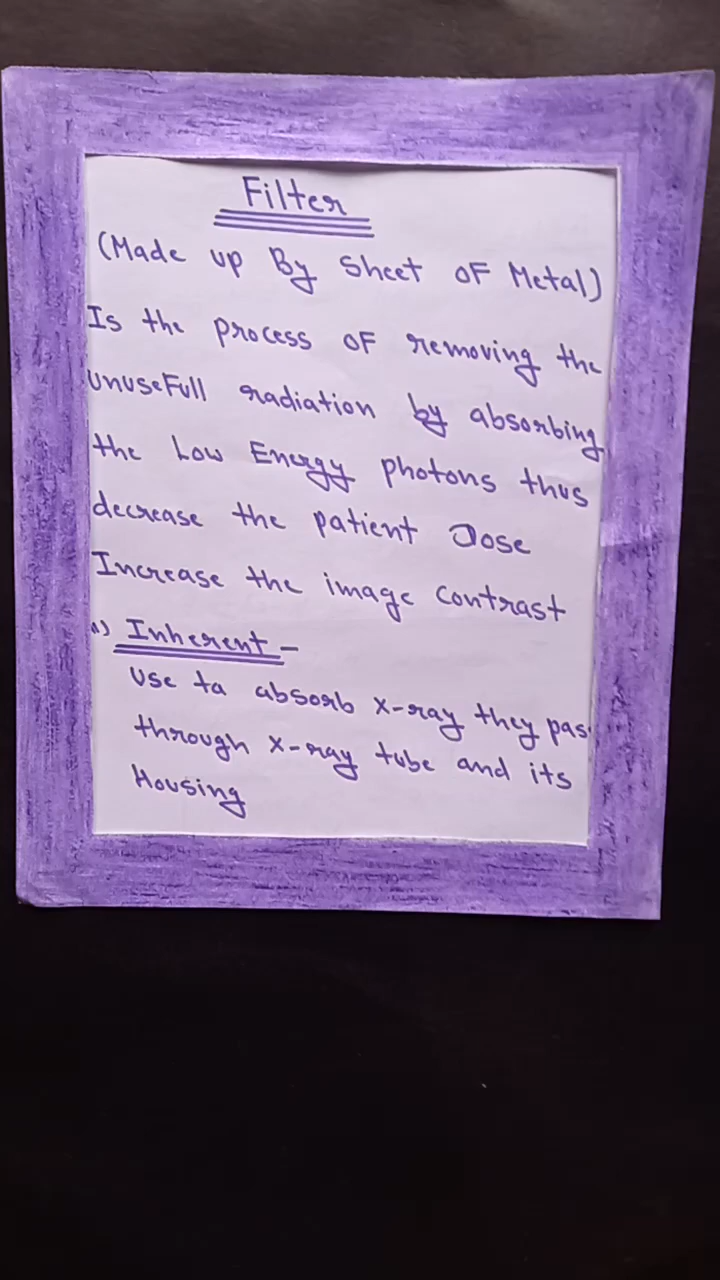 Filter
(Made up By Sheet OF Metal)
Is the process OF removing the
unuseFull radiation by absorbing
the Low Energy photons thus
decrease the patient Dose
Increase the image contrast
Inherent -
Use ta absorb x-ray they pas
through x-ray tube and its
Housing